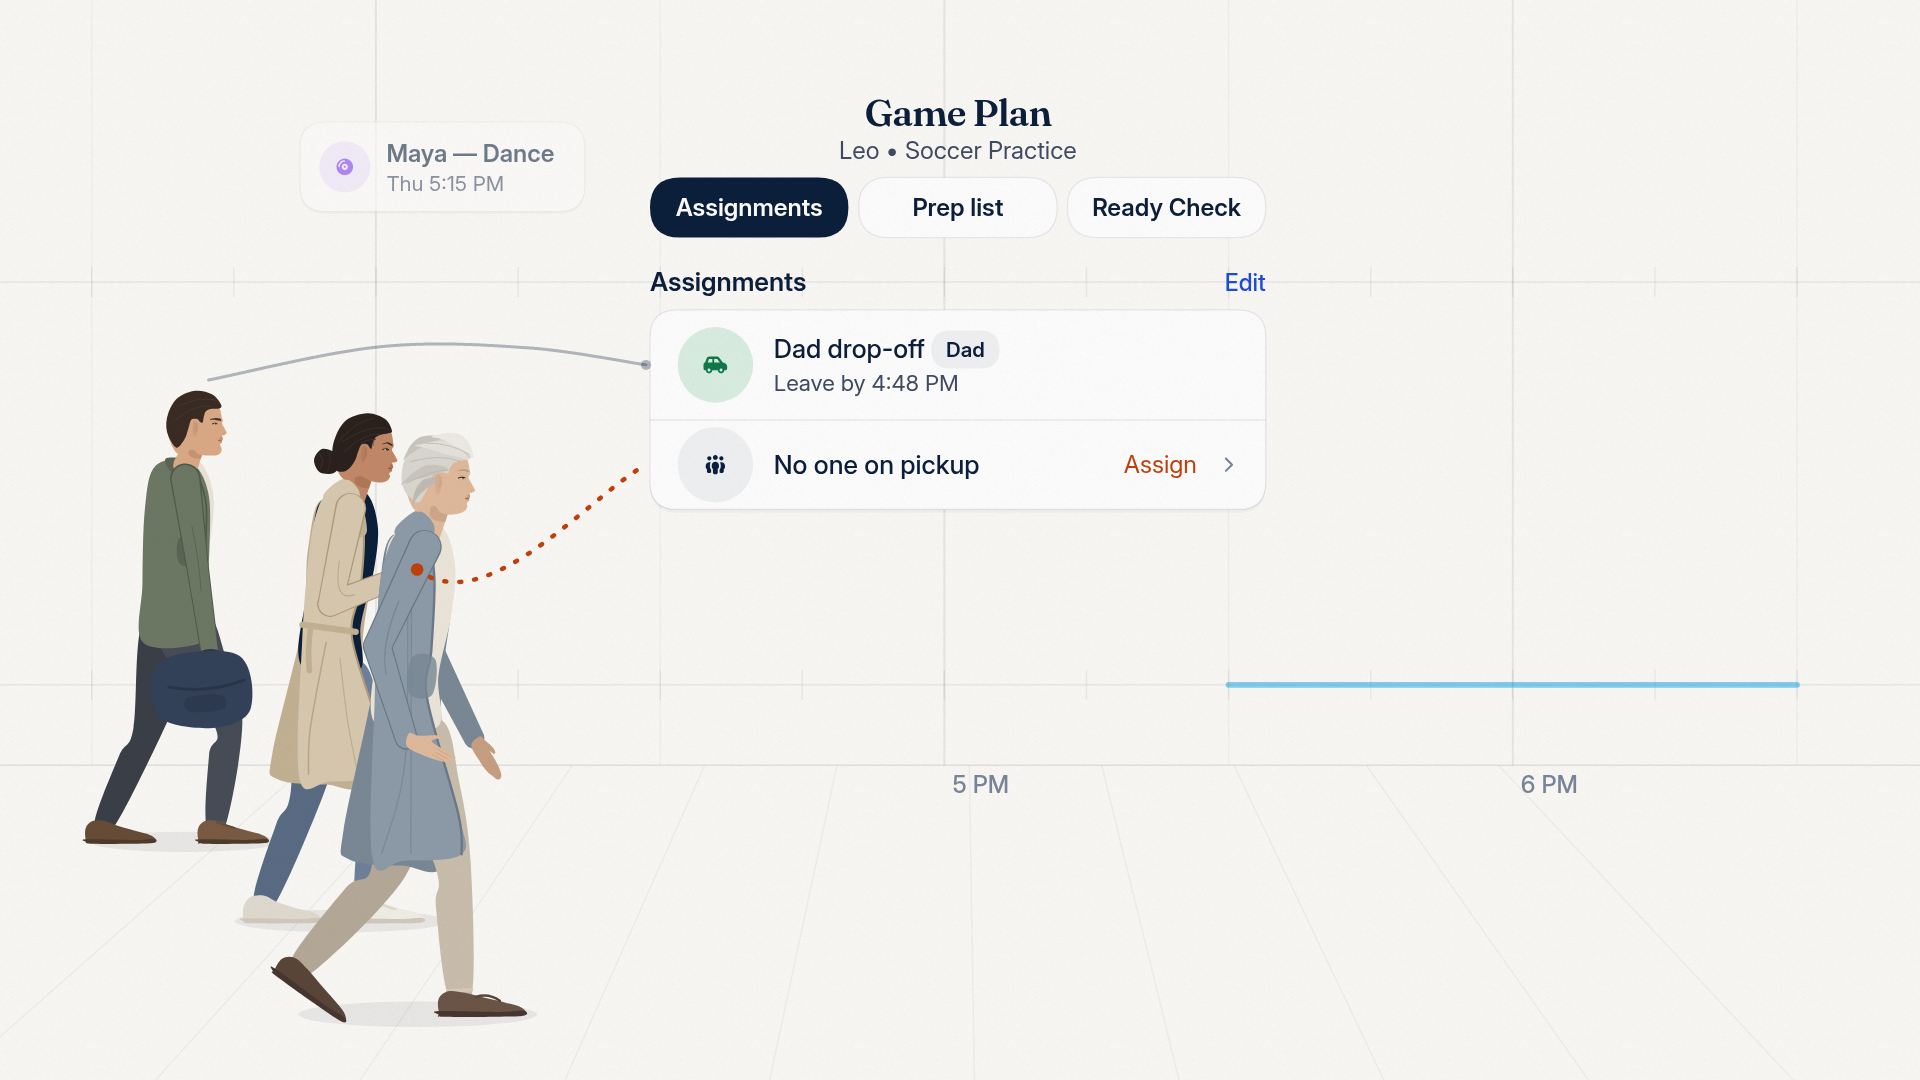 Game Plan
Leo • Soccer Practice
Maya — Dance
Thu 5:15 PM
Assignments
Prep list
Ready Check
Assignments
Edit
Dad drop-off
Dad
Leave by 4:48 PM
No one on pickup
Assign
5 PM
6 PM